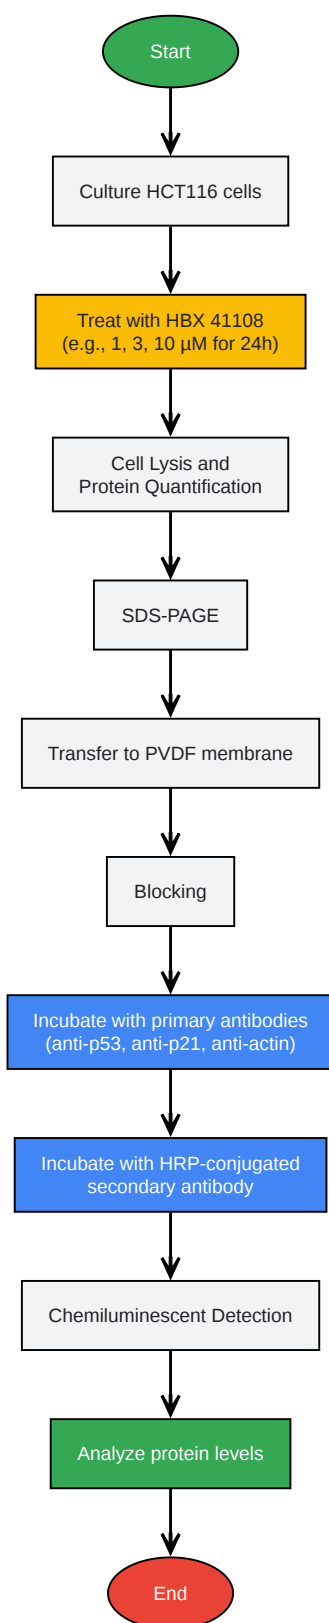 Start
Culture HCT116 cells
Treat with HBX 41108
(e.g., 1, 3, 10 µM for 24h)
Cell Lysis and
Protein Quantification
SDS-PAGE
Transfer to PVDF membrane
Blocking
Incubate with primary antibodies
(anti-p53, anti-p21, anti-actin)
Incubate with HRP-conjugated
secondary antibody
Chemiluminescent Detection
Analyze protein levels
End